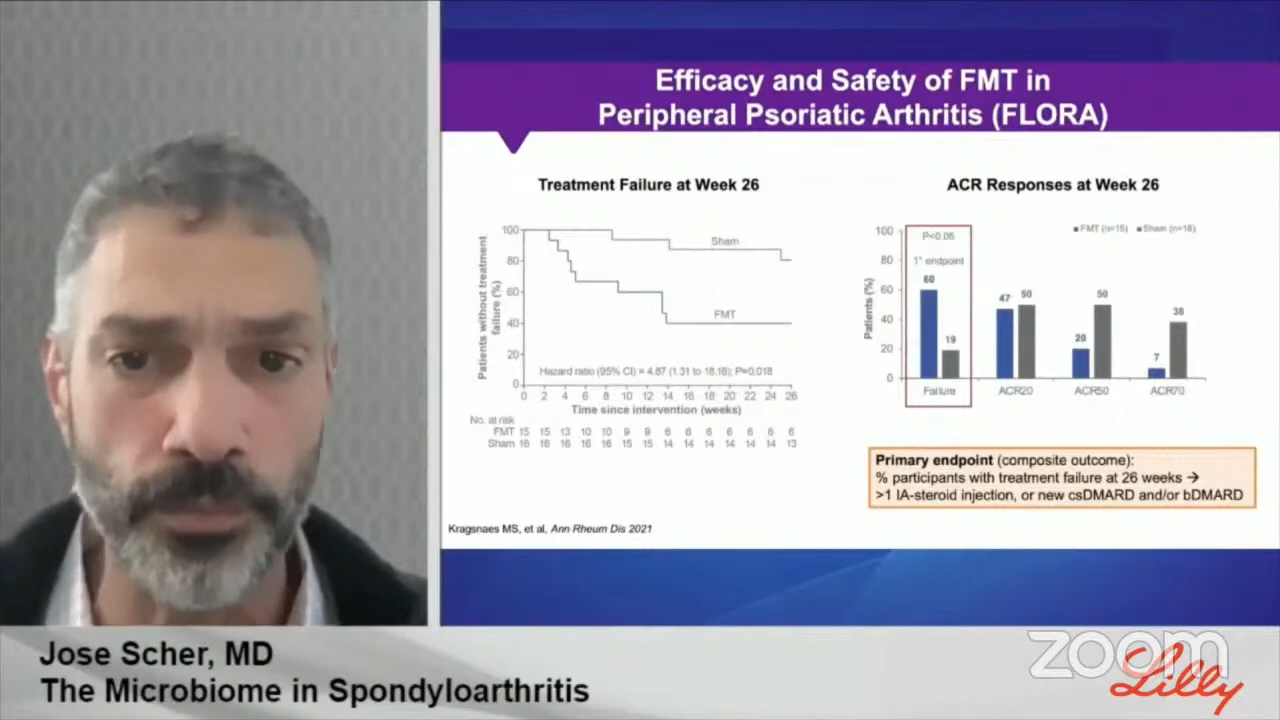 Efficacy and Safety of FMT in
Peripheral Psoriatic Arthritis (FLORA)
Treatment Failure at Week 26
Patients without treatment
failure (%)
100
80
60
40
20
0
Sham
FMT
Hazard ratio (95% CI) = 4.87 (1.31 to 18.18); P=0.018
0 2 4 6 8 10 12 14 16 18 20 22 24 26
Time since intervention (weeks)
No. at risk
FMT 15 15 13 10 10 9 9 6 6 6 6 6 6 6
Sham 16 16 16 16 16 15 15 14 14 14 14 14 14 13
ACR Responses at Week 26
FMT (n=15) Sham (n=16)
Patients (%)
100
80
60
40
20
0
P<0.05
1° endpoint
60
19
47
50
20
50
7
38
Failure ACR20 ACR50 ACR70
Primary endpoint (composite outcome):
% participants with treatment failure at 26 weeks →
>1 IA-steroid injection, or new csDMARD and/or bDMARD
Kragsnaes MS, et al, Ann Rheum Dis 2021
Jose Scher, MD
The Microbiome in Spondyloarthritis
zoom
Lilly